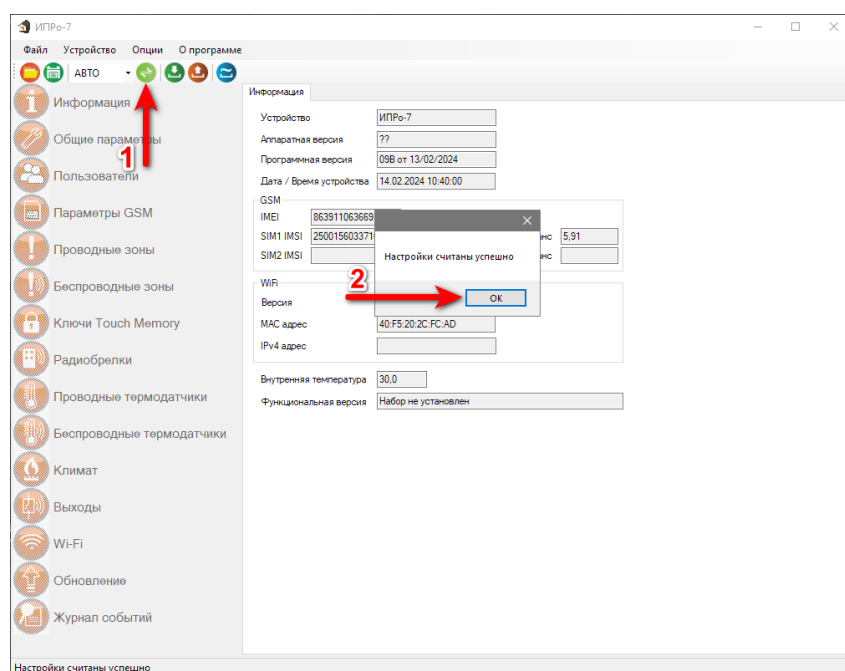 ИПРо-7
Файл Устройство Опции О программе
АВТО
Информация
Общие параметры
Пользователи
Параметры GSM
Проводные зоны
Беспроводные зоны
Ключи Touch Memory
Радиобрелки
Проводные термодатчики
Беспроводные термодатчики
Климат
Выходы
Wi-Fi
Обновление
Журнал событий
1
Информация
Устройство ИПРо-7
Аппаратная версия ??
Программная версия 09B от 13/02/2024
Дата / Время устройства 14.02.2024 10:40:00
GSM
IMEI 863911063669
SIM1 IMSI 25001560337 5,91
SIM2 IMSI
Настройки считаны успешно
2
OK
WiFi
Версия
MAC адрес 40:F5:20:2C:FC:AD
IPv4 адрес
Внутренняя температура 30,0
Функциональная версия Набор не установлен
Настройки считаны успешно